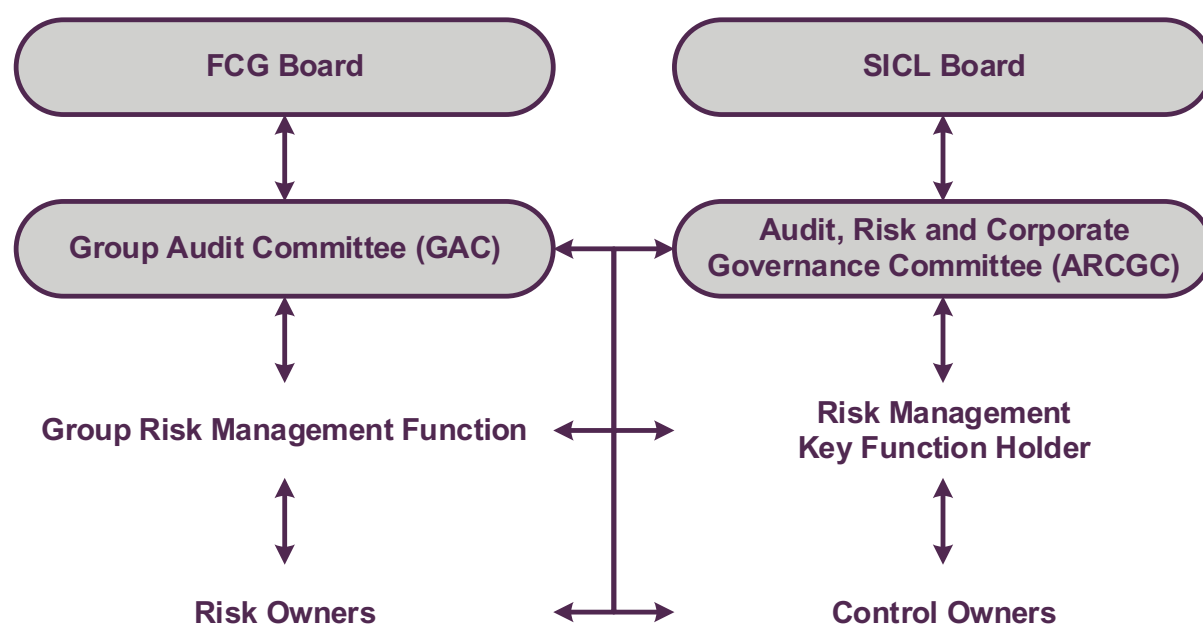 FCG Board
SICL Board
Group Audit Committee (GAC)
Audit, Risk and Corporate
Governance Committee (ARCGC)
Group Risk Management Function
Risk Management
Key Function Holder
Risk Owners
Control Owners